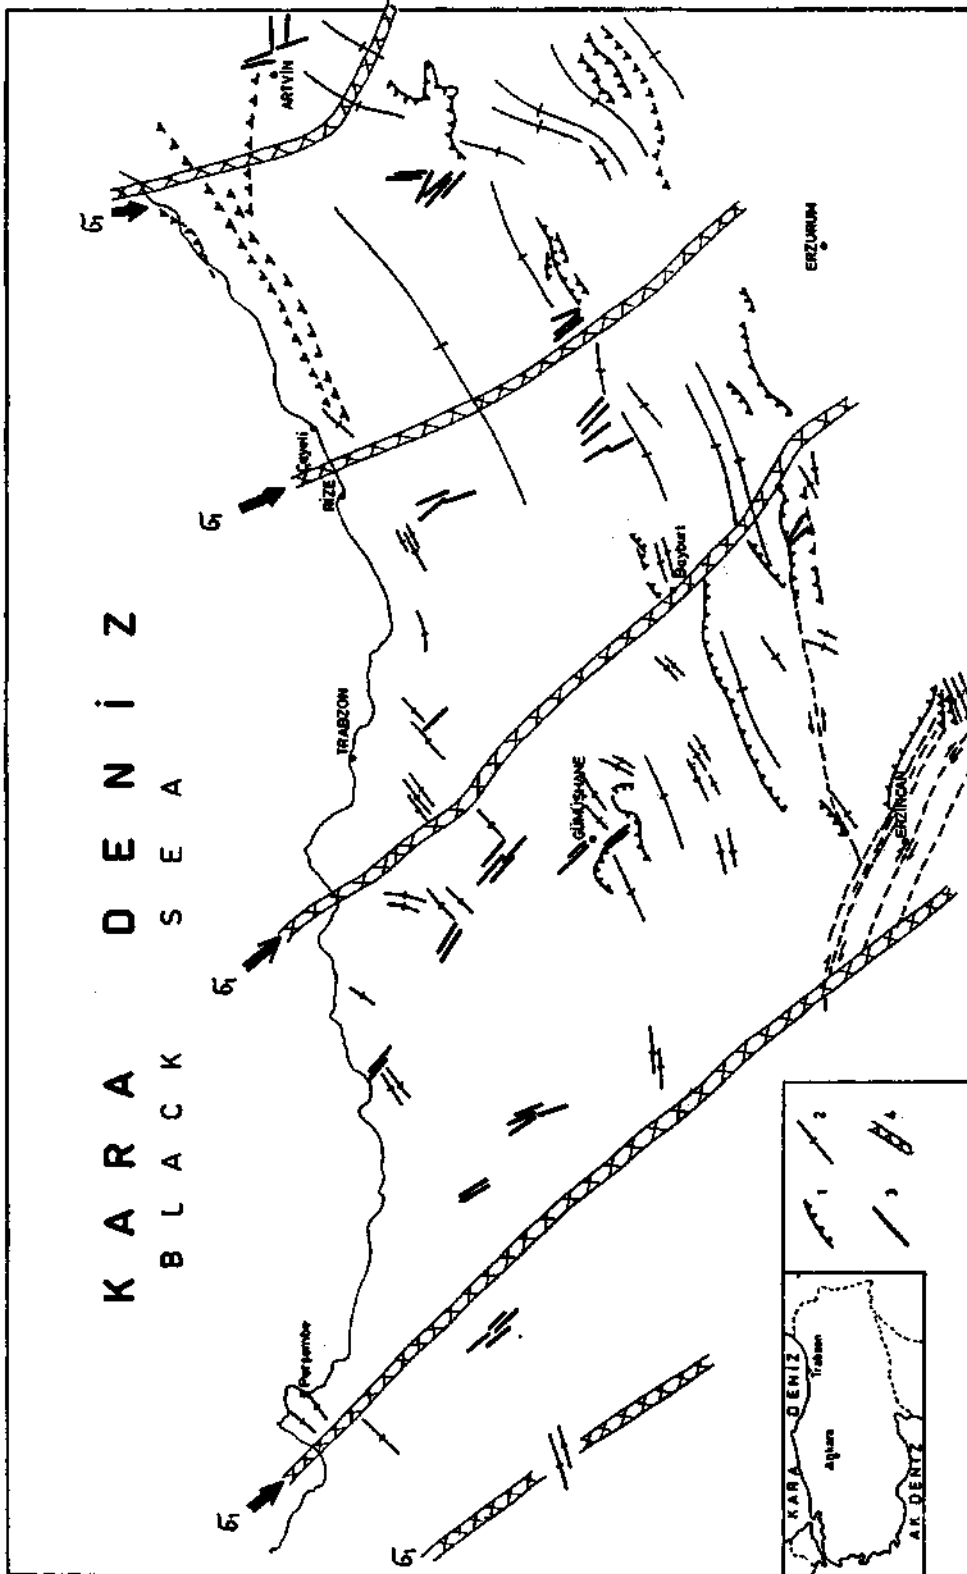 KARA DENİZ
BLACK SEA
σ1
σ1
σ1
σ1
σ1
ARTVİN
Çayeli
RİZE
TRABZON
Perşembe
GÜMÜŞHANE
Bayburt
ERZURUM
ERZİNCAN
1
2
3
4
KARA DENİZ
Trabzon
Ankara
AK DENİZ